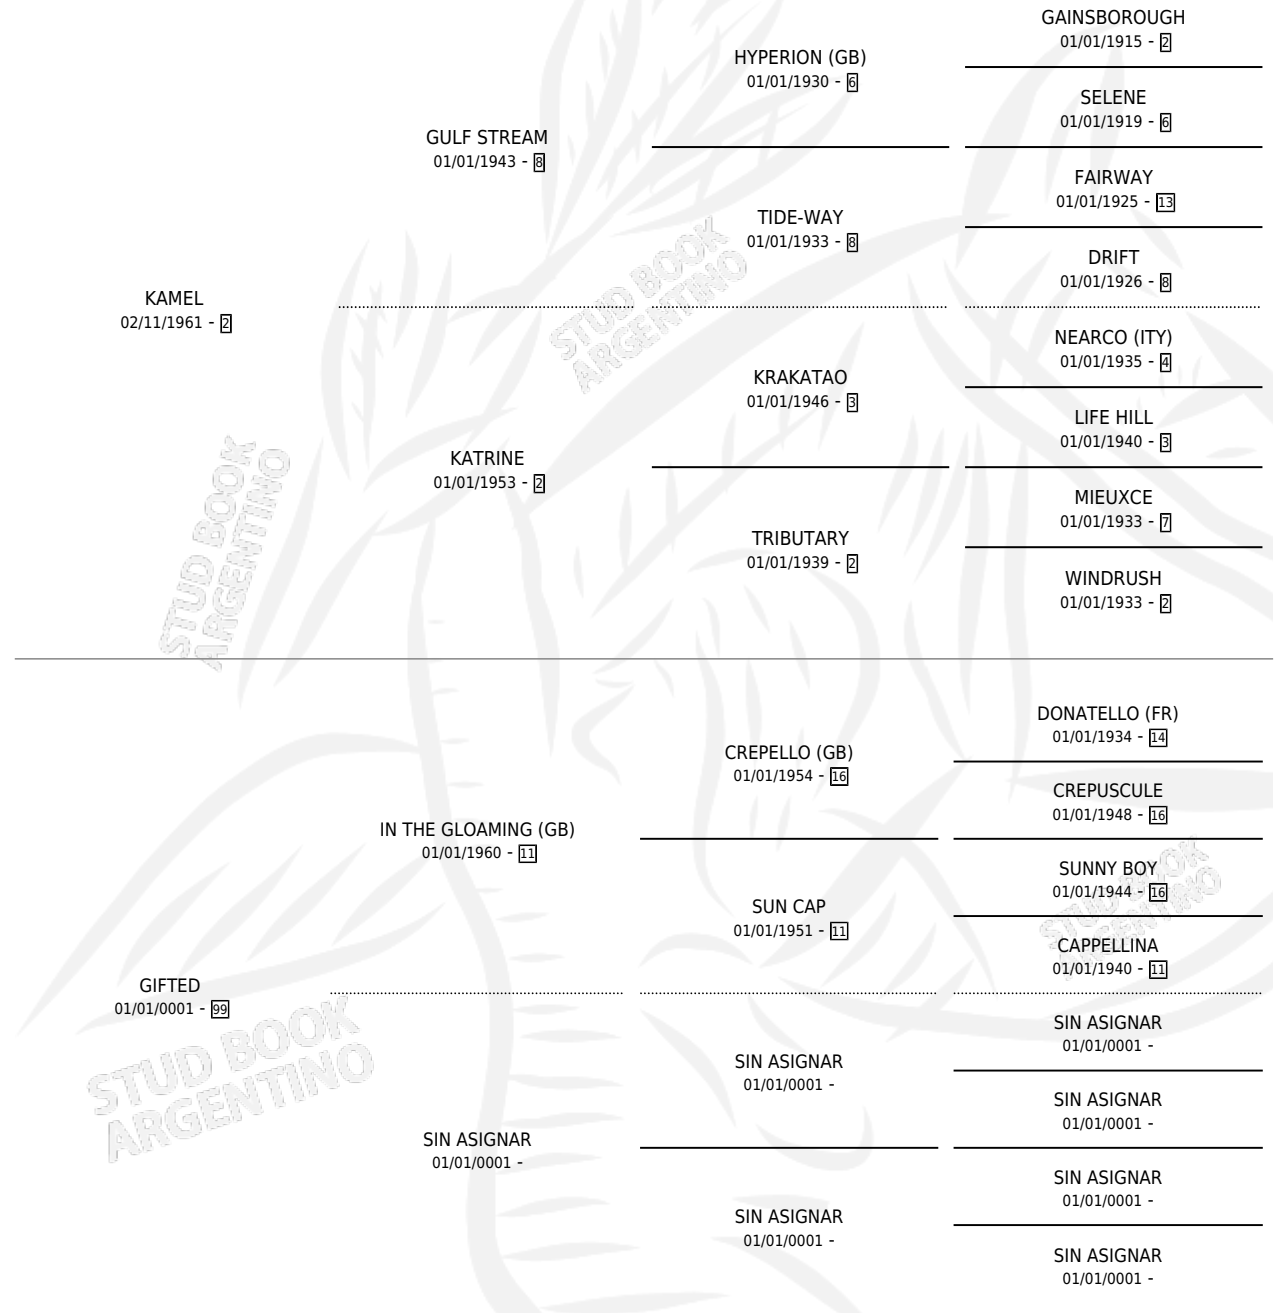 GAINSBOROUGH
01/01/1915 - 2
HYPERION (GB)
01/01/1930 - 6
SELENE
01/01/1919 - 6
GULF STREAM
01/01/1943 - 8
FAIRWAY
01/01/1925 - 13
TIDE-WAY
01/01/1933 - 8
DRIFT
01/01/1926 - 8
KAMEL
02/11/1961 - 2
NEARCO (ITY)
01/01/1935 - 4
KRAKATAO
01/01/1946 - 3
LIFE HILL
01/01/1940 - 3
KATRINE
01/01/1953 - 2
MIEUXCE
01/01/1933 - 7
TRIBUTARY
01/01/1939 - 2
WINDRUSH
01/01/1933 - 2
DONATELLO (FR)
01/01/1934 - 14
CREPELLO (GB)
01/01/1954 - 16
CREPUSCULE
01/01/1948 - 16
IN THE GLOAMING (GB)
01/01/1960 - 11
SUNNY BOY
01/01/1944 - 16
SUN CAP
01/01/1951 - 11
CAPPELLINA
01/01/1940 - 11
GIFTED
01/01/0001 - 99
SIN ASIGNAR
01/01/0001 -
SIN ASIGNAR
01/01/0001 -
SIN ASIGNAR
01/01/0001 -
SIN ASIGNAR
01/01/0001 -
SIN ASIGNAR
01/01/0001 -
SIN ASIGNAR
01/01/0001 -
SIN ASIGNAR
01/01/0001 -
STUD BOOK
ARGENTINO
STUD BOOK
ARGENTINO
STUD BOOK
ARGENTINO
STUD BOOK
ARGENTINO